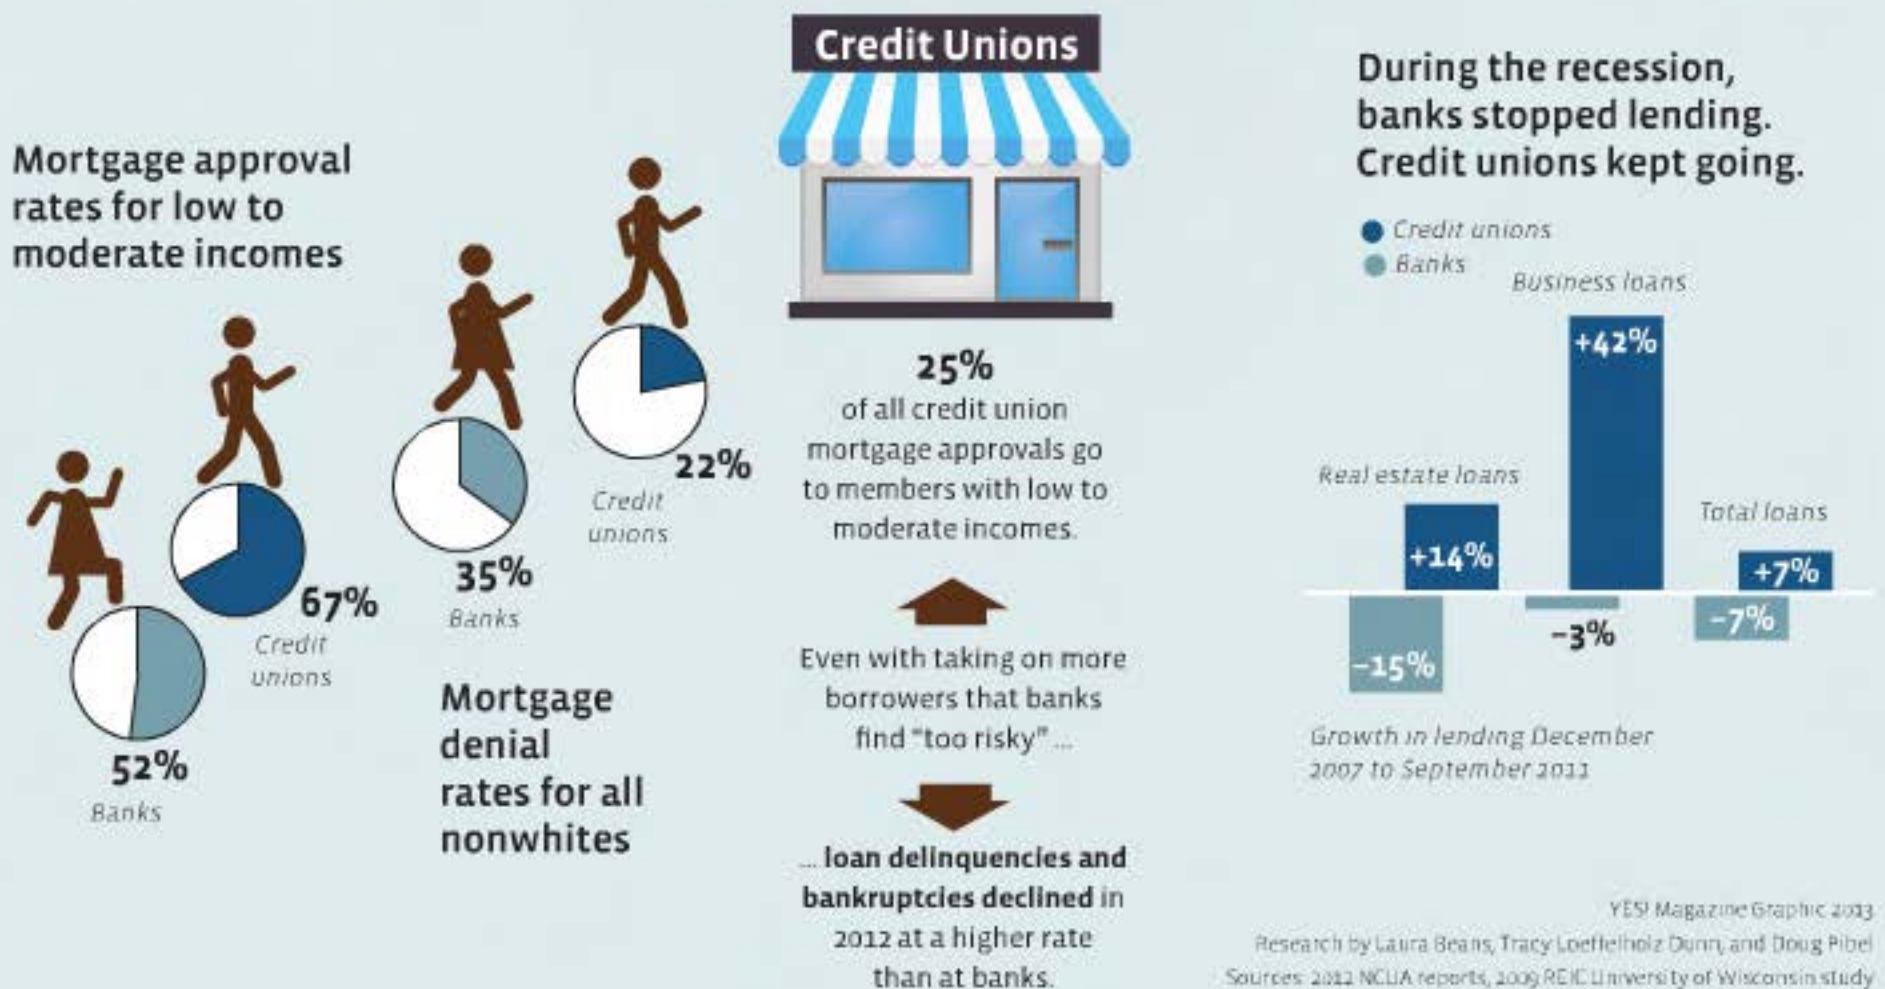 Mortgage approval
rates for low to
moderate incomes
52%
Banks
67%
Credit
unions
35%
Banks
22%
Credit
unions
Mortgage
denial
rates for all
nonwhites
Credit Unions
25%
of all credit union
mortgage approvals go
to members with low to
moderate incomes.
Even with taking on more
borrowers that banks
find "too risky" ...
... loan delinquencies and
bankruptcies declined in
2012 at a higher rate
than at banks.
During the recession,
banks stopped lending.
Credit unions kept going.
Credit unions
Banks
Real estate loans
+14%
-15%
Business loans
+42%
-3%
Total loans
+7%
-7%
Growth in lending December
2007 to September 2011
YES! Magazine Graphic 2013
Research by Laura Beans, Tracy Loeffelholz Dunn, and Doug Pibel
Sources: 2012 NCUA reports, 2009 REIC University of Wisconsin study